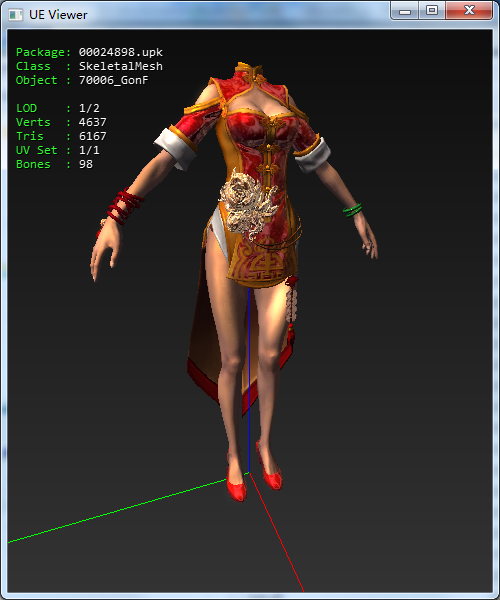 UE Viewer
Package: 00024898.upk
Class : SkeletalMesh
Object : 70006_GonF
LOD : 1/2
Verts : 4637
Tris : 6167
UV Set : 1/1
Bones : 98